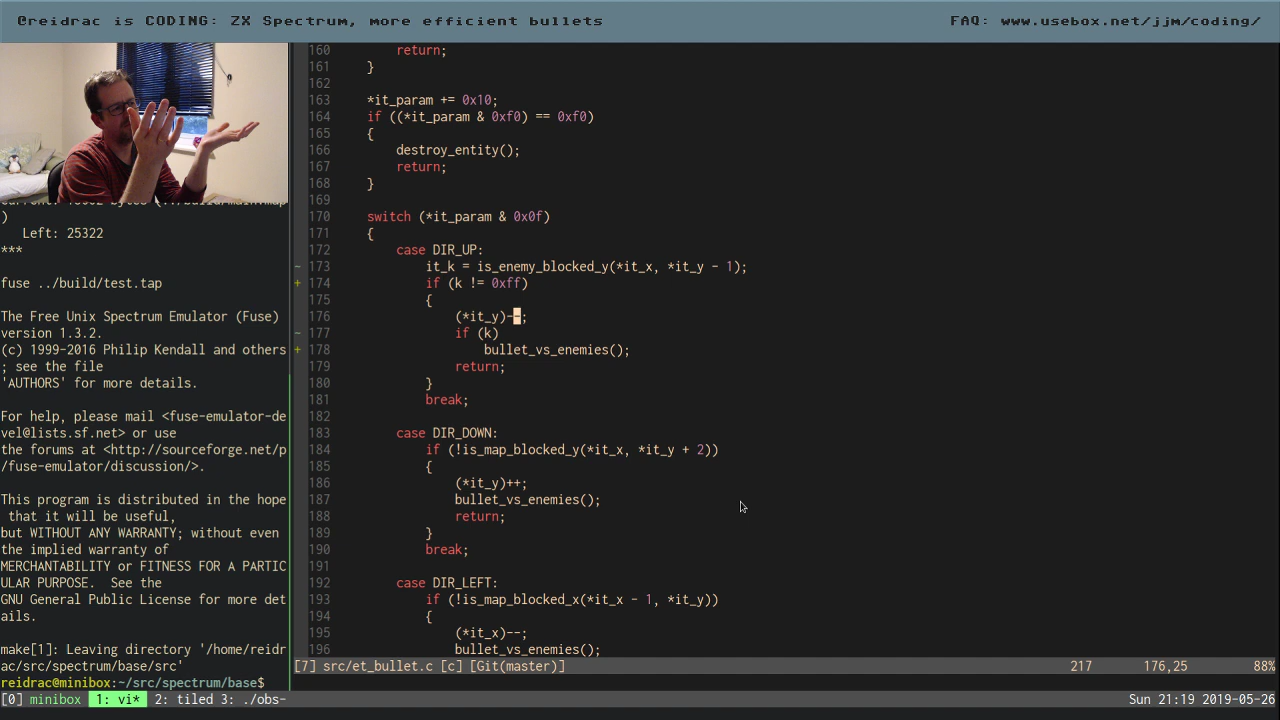 @reidrac is CODING: ZX Spectrum, more efficient bullets
FAQ: www.usebox.net/jjm/coding/
)
   Left: 25322
***
fuse ../build/test.tap
The Free Unix Spectrum Emulator (Fuse)
version 1.3.2.
(c) 1999-2016 Philip Kendall and others
; see the file
'AUTHORS' for more details.
For help, please mail <fuse-emulator-de
vel@lists.sf.net> or use
the forums at <http://sourceforge.net/p
/fuse-emulator/discussion/>.
This program is distributed in the hope
 that it will be useful,
but WITHOUT ANY WARRANTY; without even
the implied warranty of
MERCHANTABILITY or FITNESS FOR A PARTIC
ULAR PURPOSE.  See the
GNU General Public License for more det
ails.
make[1]: Leaving directory '/home/reidr
ac/src/spectrum/base/src'
reidrac@minibox:~/src/spectrum/base$
160         return;
161     }
162
163     *it_param += 0x10;
164     if ((*it_param & 0xf0) == 0xf0)
165     {
166         destroy_entity();
167         return;
168     }
169
170     switch (*it_param & 0x0f)
171     {
172         case DIR_UP:
~ 173             it_k = is_enemy_blocked_y(*it_x, *it_y - 1);
+ 174             if (k != 0xff)
175             {
176                 (*it_y)--;
~ 177                 if (k)
+ 178                     bullet_vs_enemies();
179                 return;
180             }
181             break;
182
183         case DIR_DOWN:
184             if (!is_map_blocked_y(*it_x, *it_y + 2))
185             {
186                 (*it_y)++;
187                 bullet_vs_enemies();
188                 return;
189             }
190             break;
191
192         case DIR_LEFT:
193             if (!is_map_blocked_x(*it_x - 1, *it_y))
194             {
195                 (*it_x)--;
196                 bullet_vs_enemies();
[7] src/et_bullet.c [c] [Git(master)] 217 176,25 88%
[0] minibox 1: vi* 2: tiled 3: ./obs- Sun 21:19 2019-05-26